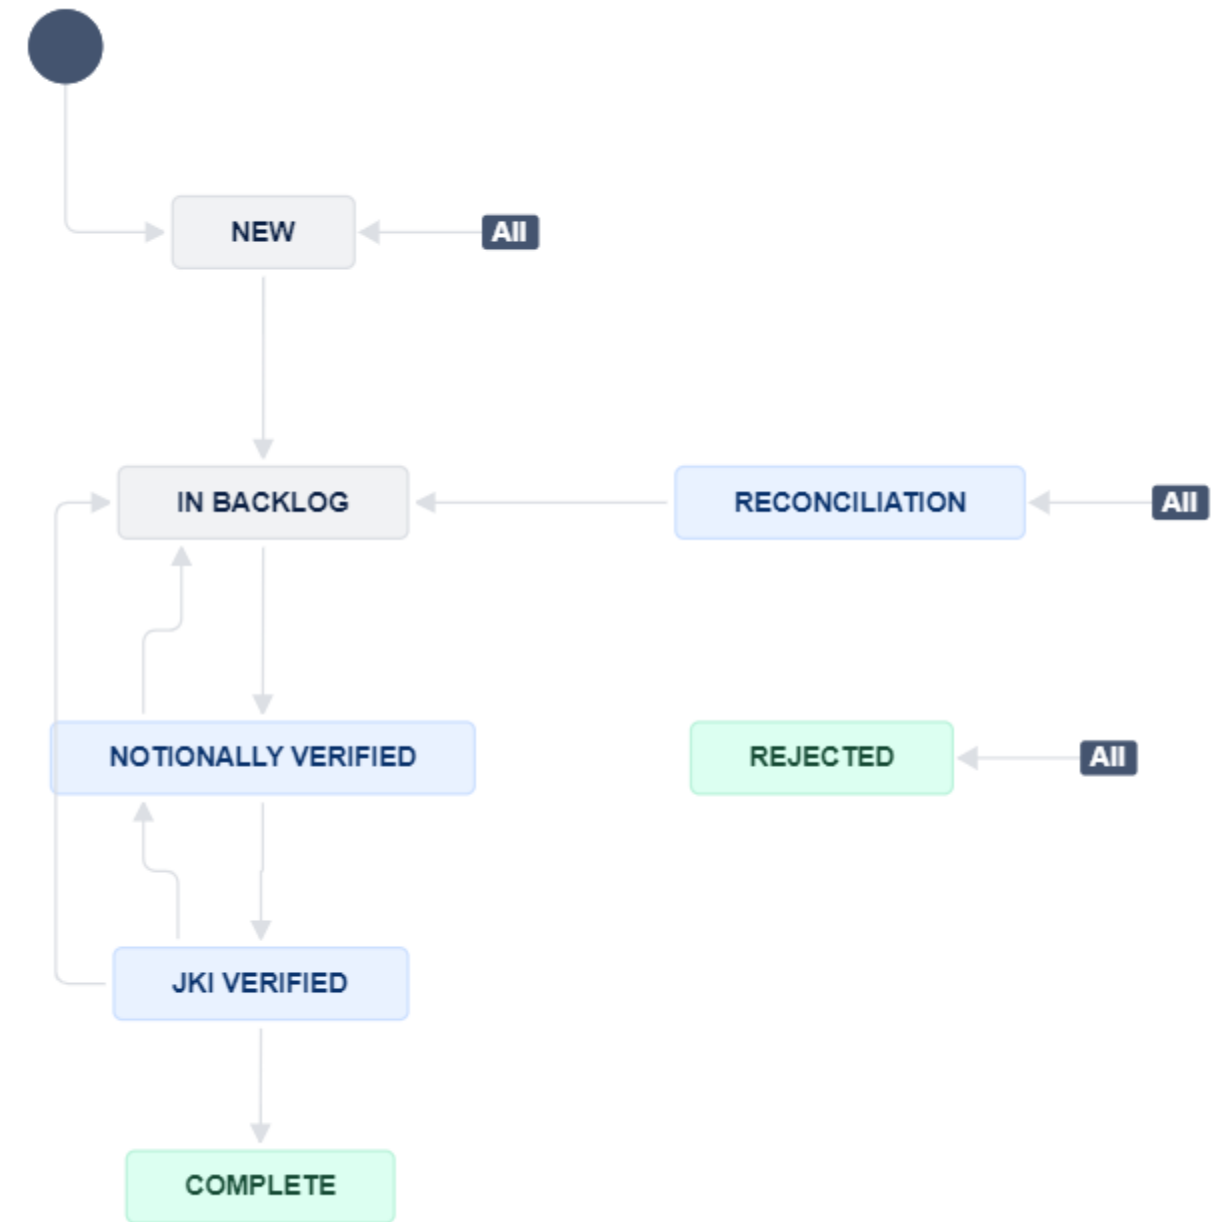 NEW
All
IN BACKLOG
RECONCILIATION
All
NOTIONALLY VERIFIED
REJECTED
All
JKI VERIFIED
COMPLETE